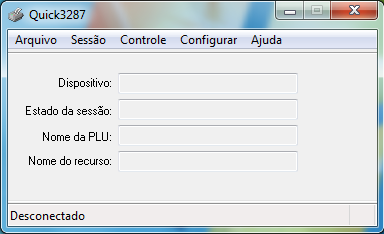 Quick3287
Arquivo Sessão Controle Configurar Ajuda
Dispositivo:
Estado da sessão:
Nome da PLU:
Nome do recurso:
Desconectado